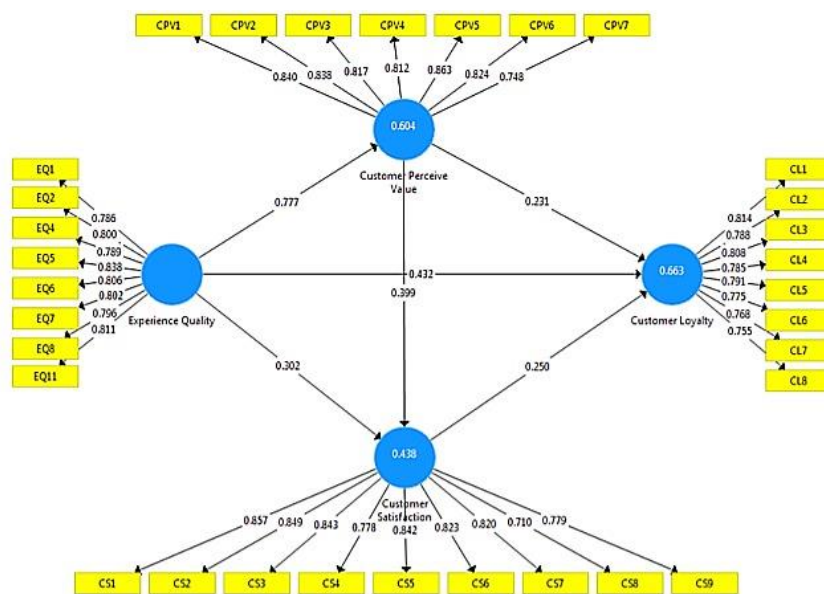 CPV1 CPV2 CPV3 CPV4 CPV5 CPV6 CPV7
0.840 0.838 0.817 0.812 0.863 0.824 0.748
0.604
Customer Perceive
Value
EQ1
EQ2
EQ4
EQ5
EQ6
EQ7
EQ8
EQ11
0.786
0.800
0.789
0.838
0.806
0.802
0.796
0.811
Experience Quality
0.777
0.231
0.432
0.399
0.302
0.250
0.663
Customer Loyalty
0.814
0.788
0.808
0.785
0.791
0.775
0.768
0.755
CL1
CL2
CL3
CL4
CL5
CL6
CL7
CL8
0.438
Customer
Satisfaction
0.857 0.849 0.843 0.778 0.842 0.823 0.820 0.710 0.779
CS1 CS2 CS3 CS4 CS5 CS6 CS7 CS8 CS9